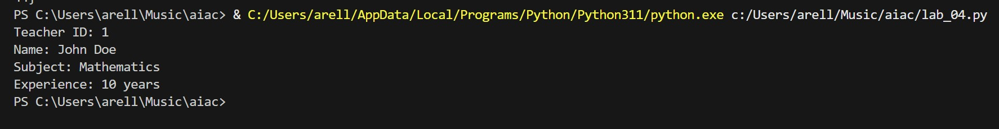 PS C:\Users\arell\Music\aiac> & C:/Users/arell/AppData/Local/Programs/Python/Python311/python.exe c:/Users/arell/Music/aiac/lab_04.py
Teacher ID: 1
Name: John Doe
Subject: Mathematics
Experience: 10 years
PS C:\Users\arell\Music\aiac>